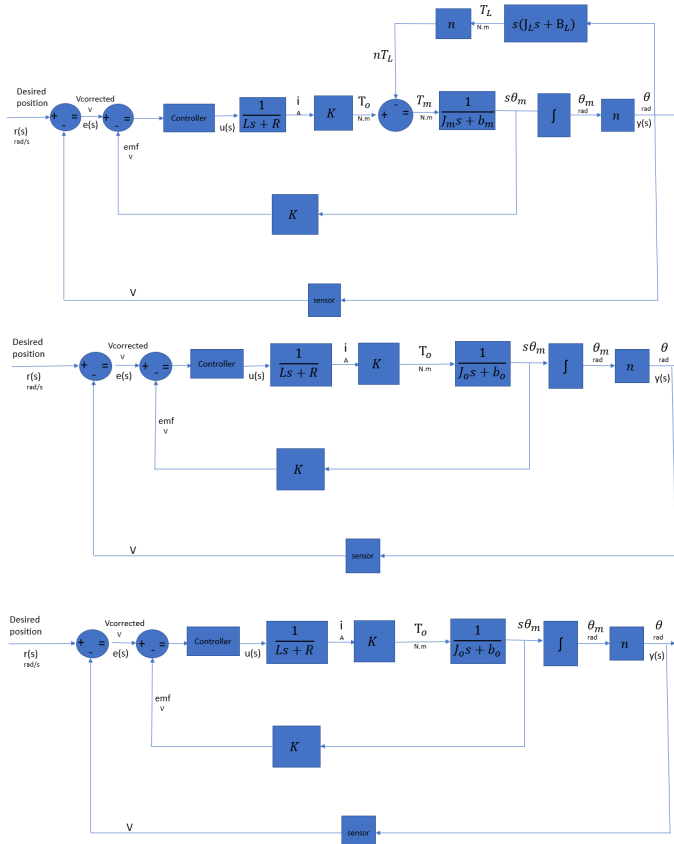 n
T_L
N.m
s(J_L s + B_L)
nT_L
Desired
position
r(s)
rad/s
+ - =
Vcorrected
v
e(s)
+ - =
emf
v
Controller
u(s)
1
Ls + R
i
A
K
T_o
N.m
-
+ =
T_m
N.m
1
J_m s + b_m
sθ_m
∫
θ_m
rad
n
θ
rad
y(s)
K
V
sensor
Desired
position
r(s)
rad/s
+ - =
Vcorrected
v
e(s)
+ - =
emf
v
Controller
u(s)
1
Ls + R
i
A
K
T_o
N.m
1
J_o s + b_o
sθ_m
∫
θ_m
rad
n
θ
rad
y(s)
K
V
sensor
Desired
position
r(s)
rad/s
+ - =
Vcorrected
v
e(s)
+ - =
emf
v
Controller
u(s)
1
Ls + R
i
A
K
T_o
N.m
1
J_o s + b_o
sθ_m
∫
θ_m
rad
n
θ
rad
y(s)
K
V
sensor